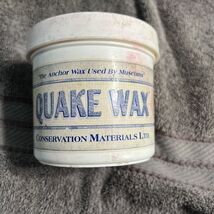 "The Anchor Wax Used By Museums"
QUAKE WAX
CONSERVATION MATERIALS LTD.